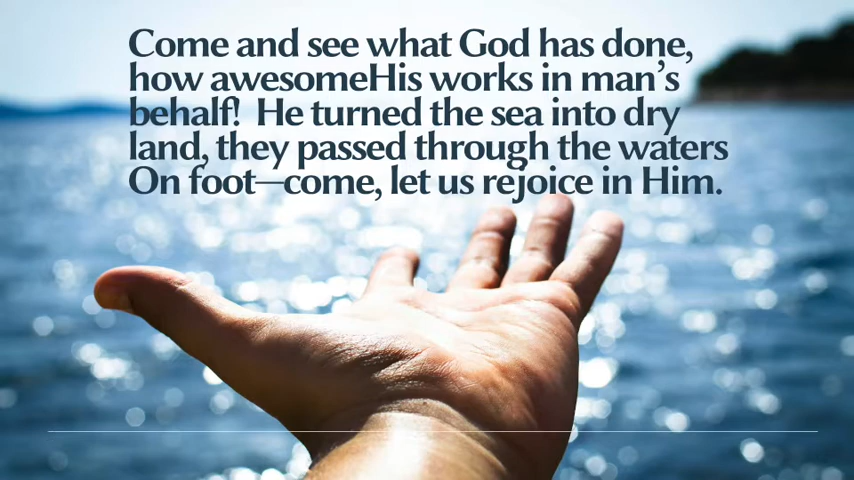 Come and see what God has done,
how awesomeHis works in man's
behalf!  He turned the sea into dry
land, they passed through the waters
On foot—come, let us rejoice in Him.